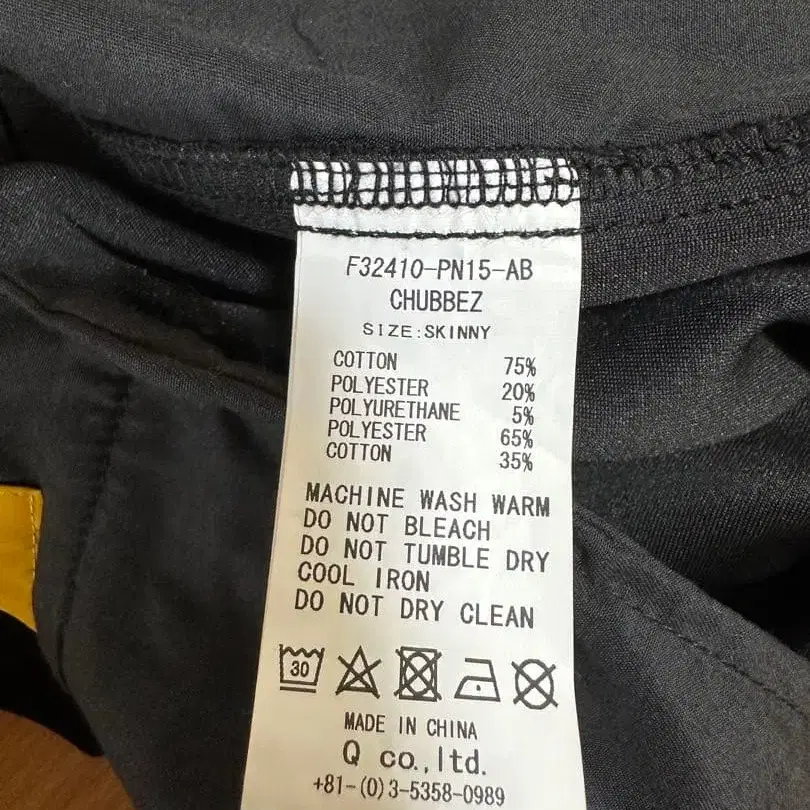 F32410-PN15-AB
CHUBBEZ
SIZE:SKINNY
COTTON 75%
POLYESTER 20%
POLYURETHANE 5%
POLYESTER 65%
COTTON 35%
MACHINE WASH WARM
DO NOT BLEACH
DO NOT TUMBLE DRY
COOL IRON
DO NOT DRY CLEAN
30
MADE IN CHINA
Q co.,ltd.
+81-(0)3-5358-0989